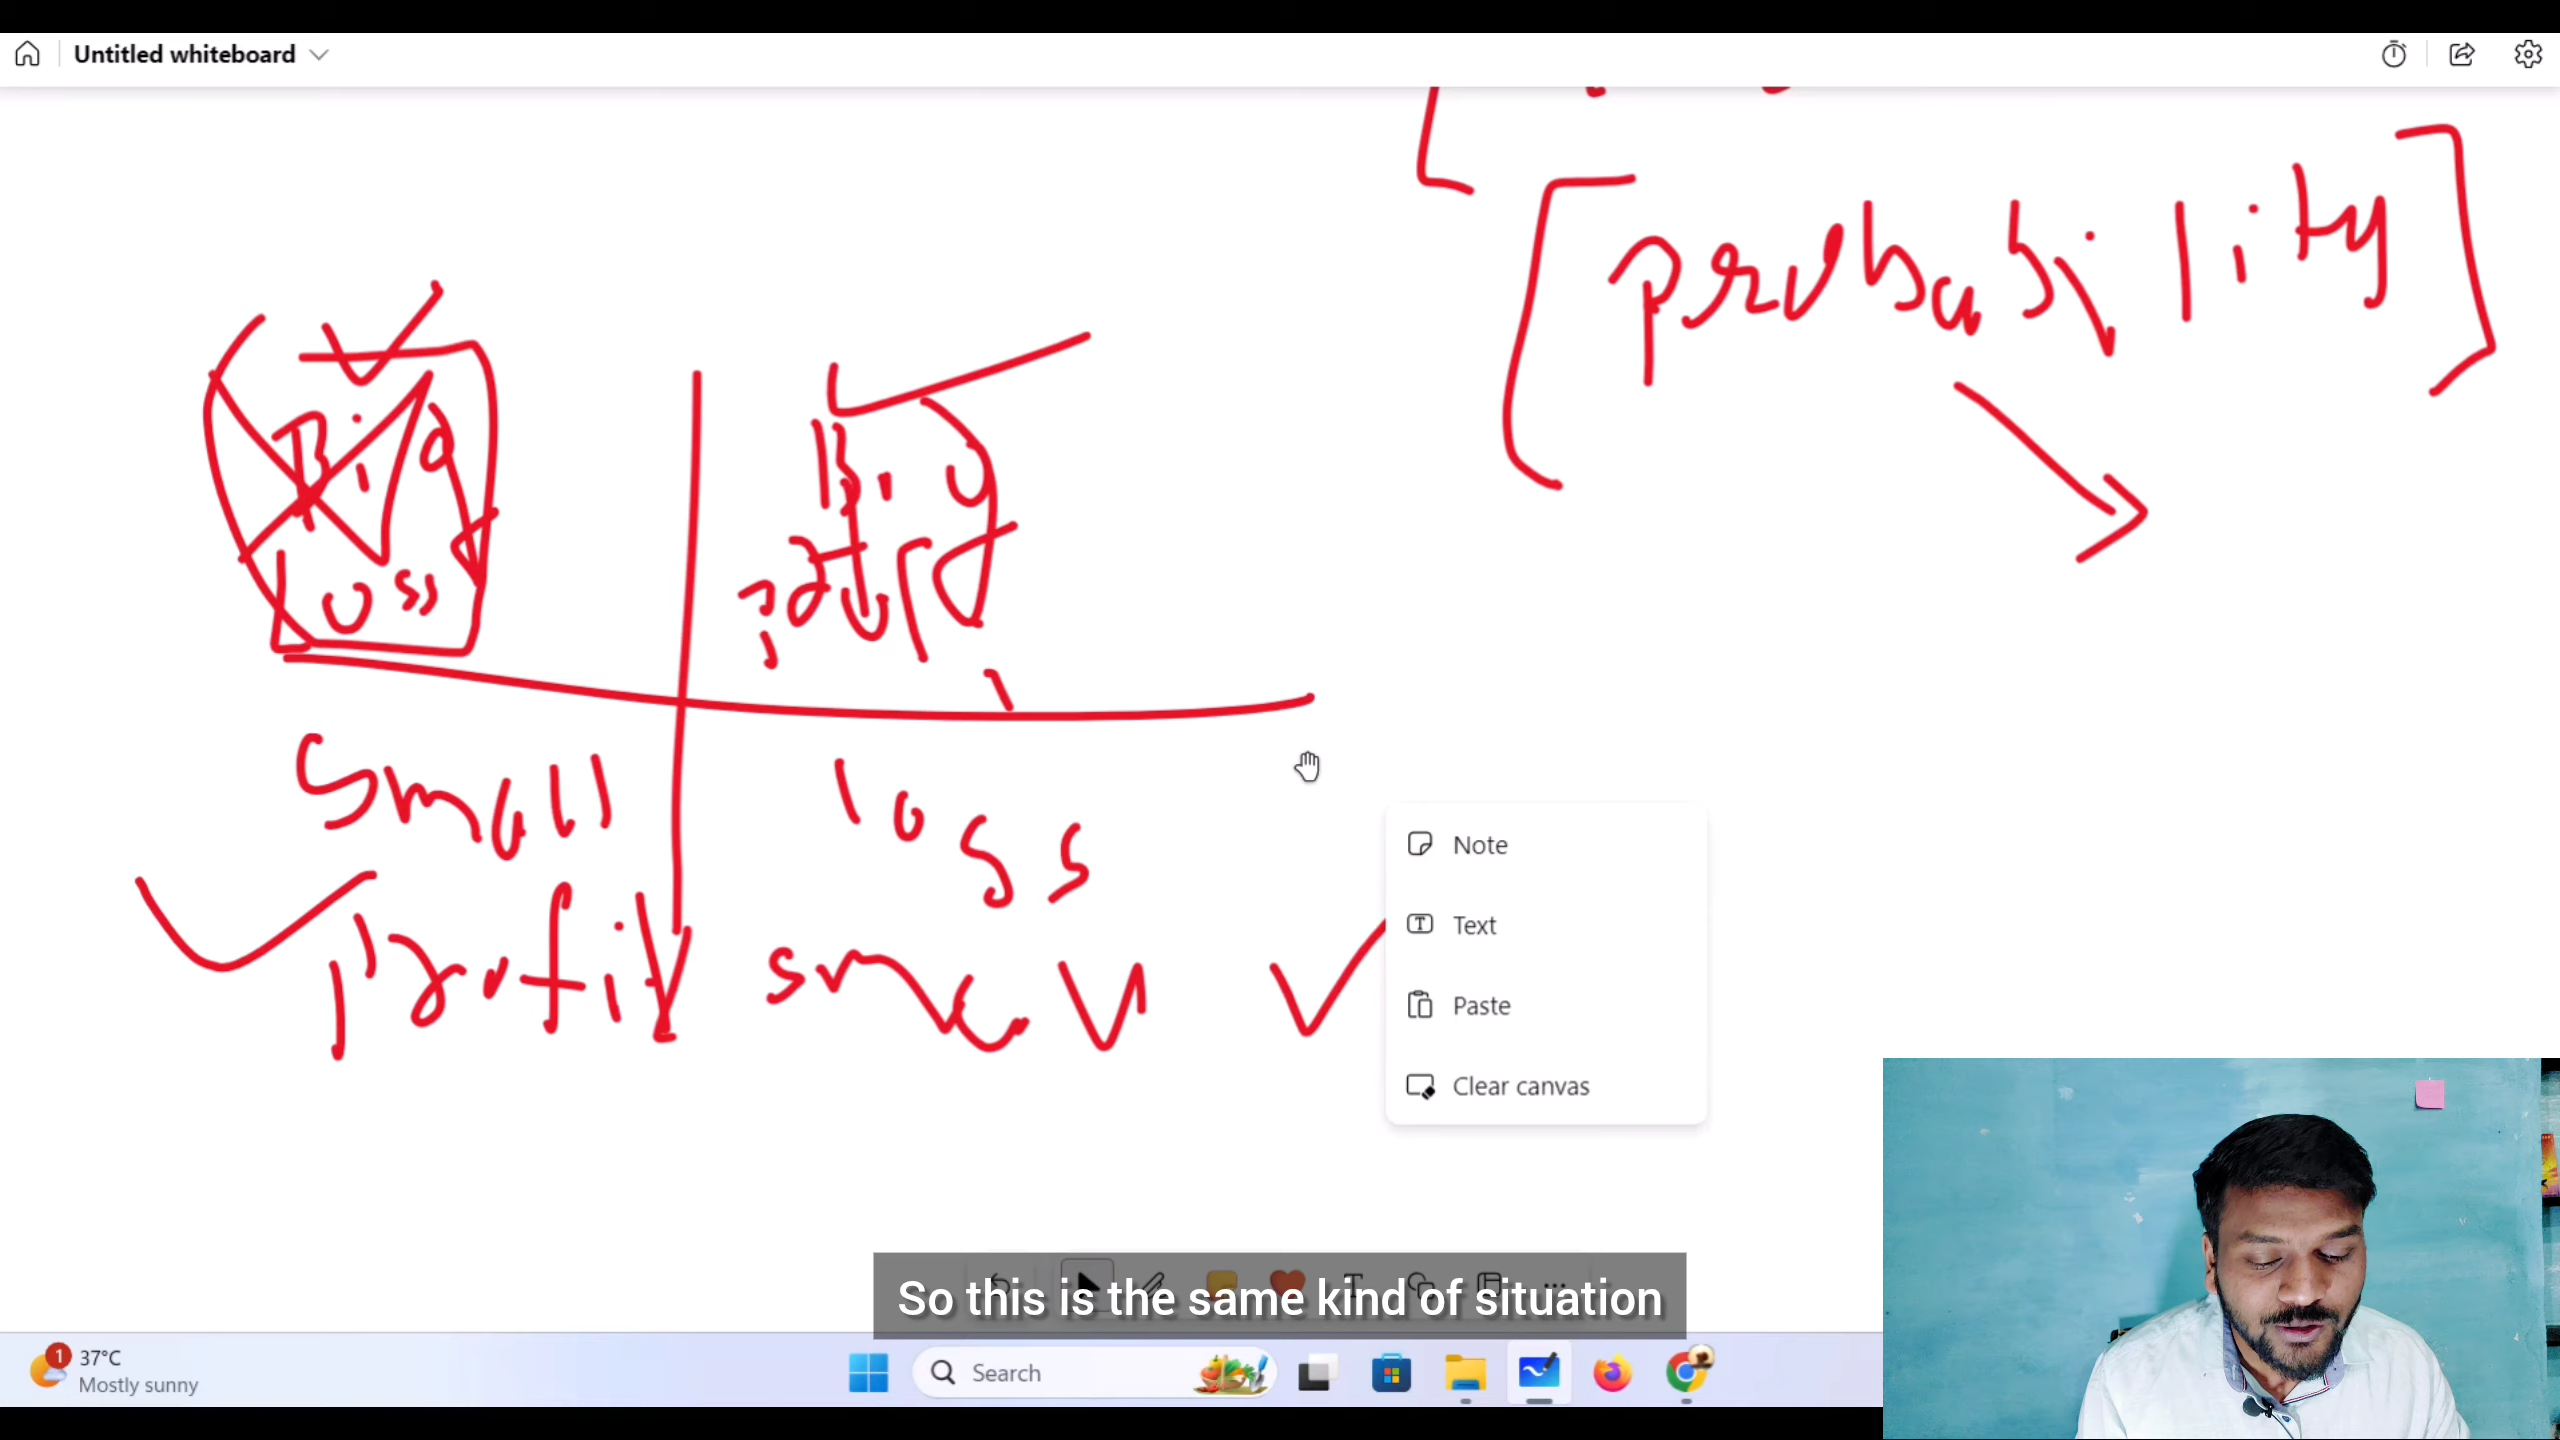 Untitled whiteboard
probability
Big
Loss
Big
profit
Small
Profit
loss
small
Note
Text
Paste
Clear canvas
So this is the same kind of situation
1
37°C
Mostly sunny
Search